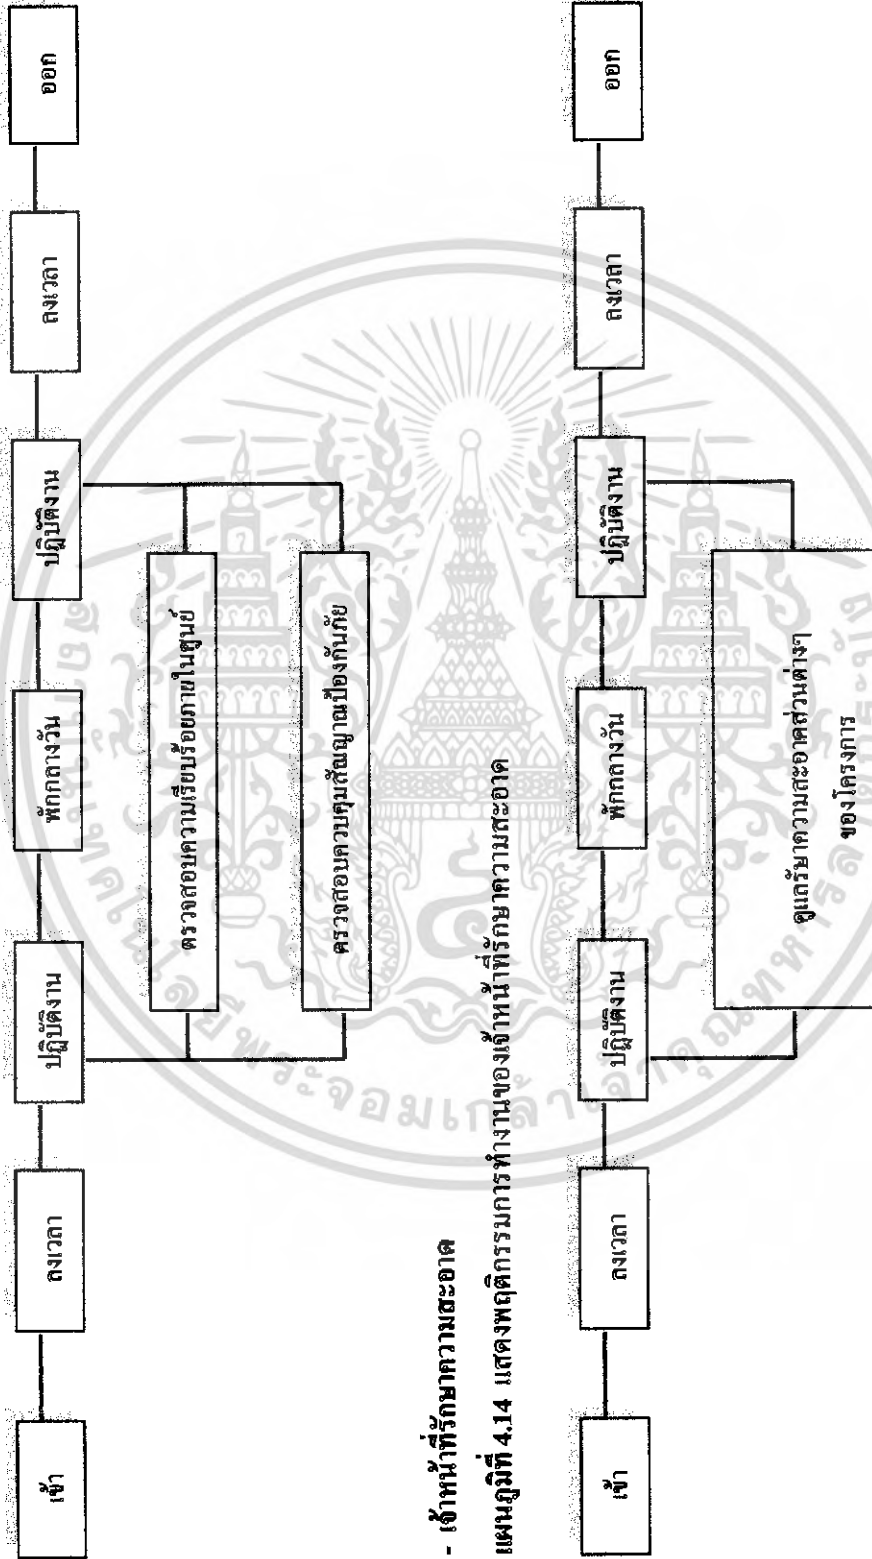 เข้า
ลงเวลา
ปฏิบัติงาน
พักกลางวัน
ปฏิบัติงาน
ลงเวลา
ออก
ตรวจสอบความเรียบร้อยภายในศูนย์
ตรวจสอบควบคุมสัญญาณป้องกันภัย
- เจ้าหน้าที่รักษาความสะอาด
แผนภูมิที่ 4.14 แสดงพฤติกรรมการทำงานของเจ้าหน้าที่รักษาความสะอาด
เข้า
ลงเวลา
ปฏิบัติงาน
พักกลางวัน
ปฏิบัติงาน
ลงเวลา
ออก
ดูแลรักษาความสะอาดส่วนต่างๆ
ของโครงการ